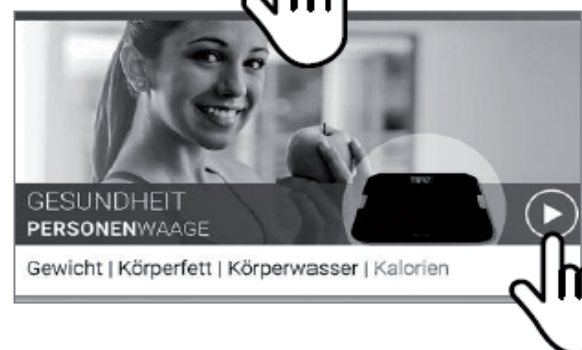 GESUNDHEIT
PERSONENWAAGE
Gewicht | Körperfett | Körperwasser | Kalorien